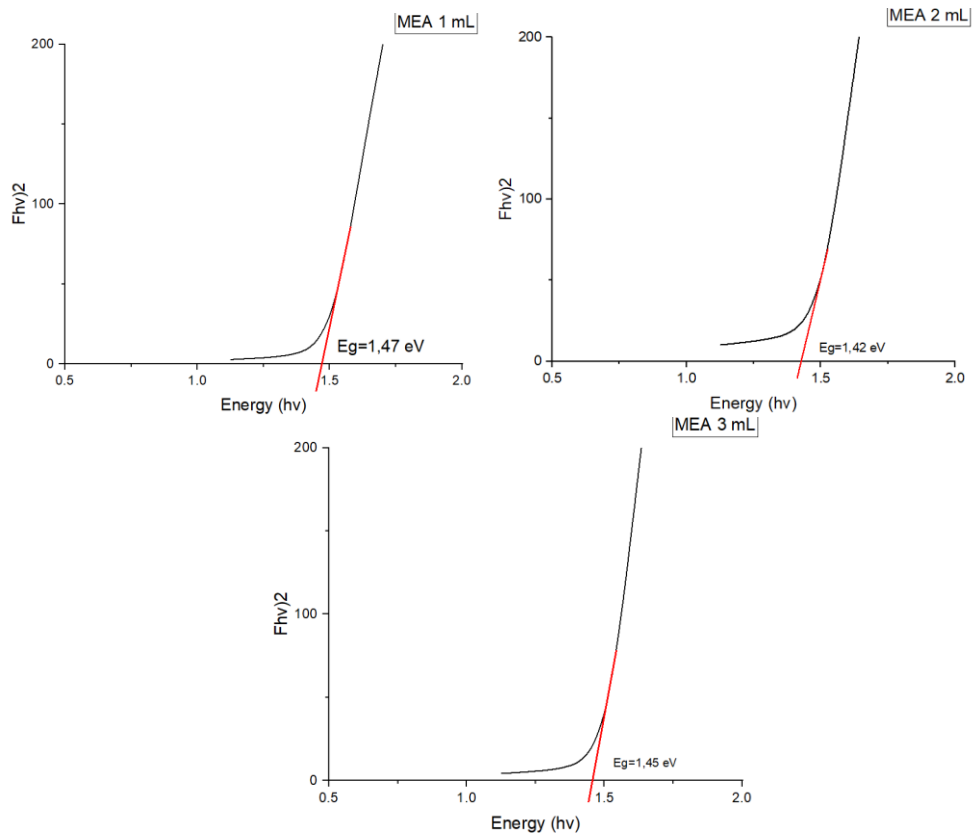 MEA 1 mL
200
100
0
Fhv)2
Eg=1,47 eV
0.5 1.0 1.5 2.0
Energy (hv)
MEA 2 mL
200
100
0
Fhv)2
Eg=1,42 eV
0.5 1.0 1.5 2.0
Energy (hv)
MEA 3 mL
200
100
0
Fhv)2
Eg=1,45 eV
0.5 1.0 1.5 2.0
Energy (hv)